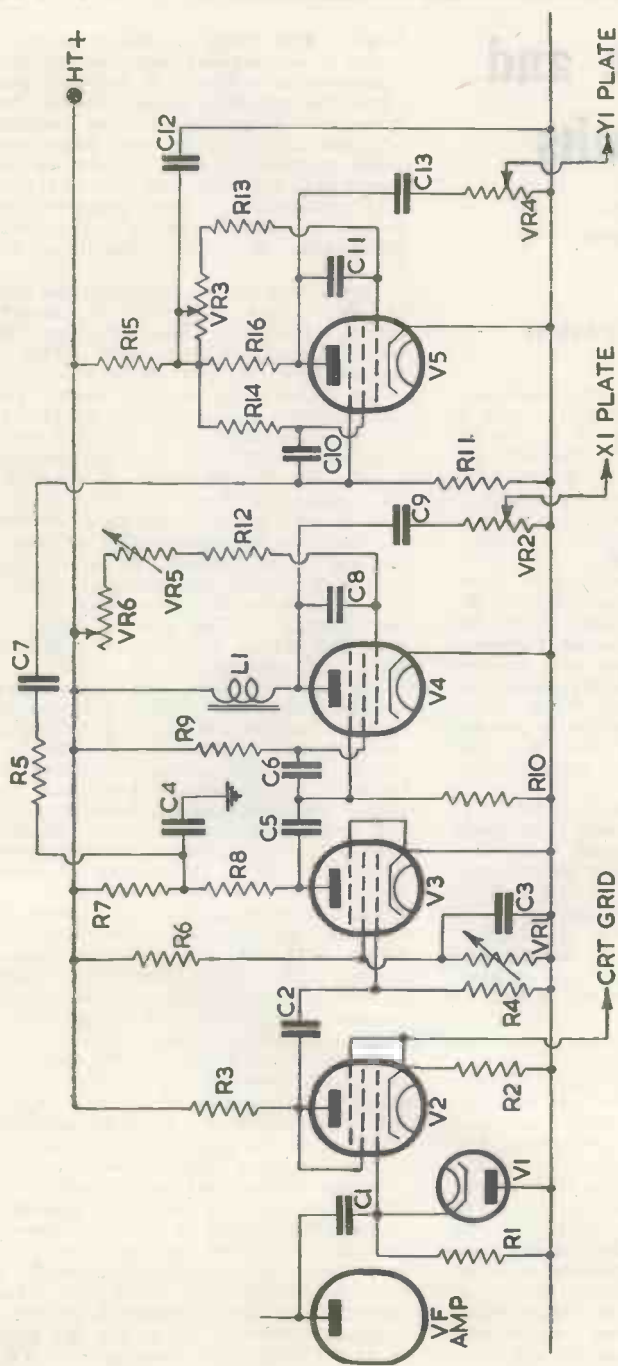 HT+
C7
R5
VR6
VR5
R15
C12
VR3
R13
R3
R6
R7
C4
R9
L1
R12
R14
R16
C2
R8
C5
C6
C10
C8
C11
C9
C13
VF
AMP
C1
V2
V3
V4
V5
R1
V1
R2
R4
VR1
C3
R10
VR2
R11
VR4
CRT GRID
X1 PLATE
Y1 PLATE